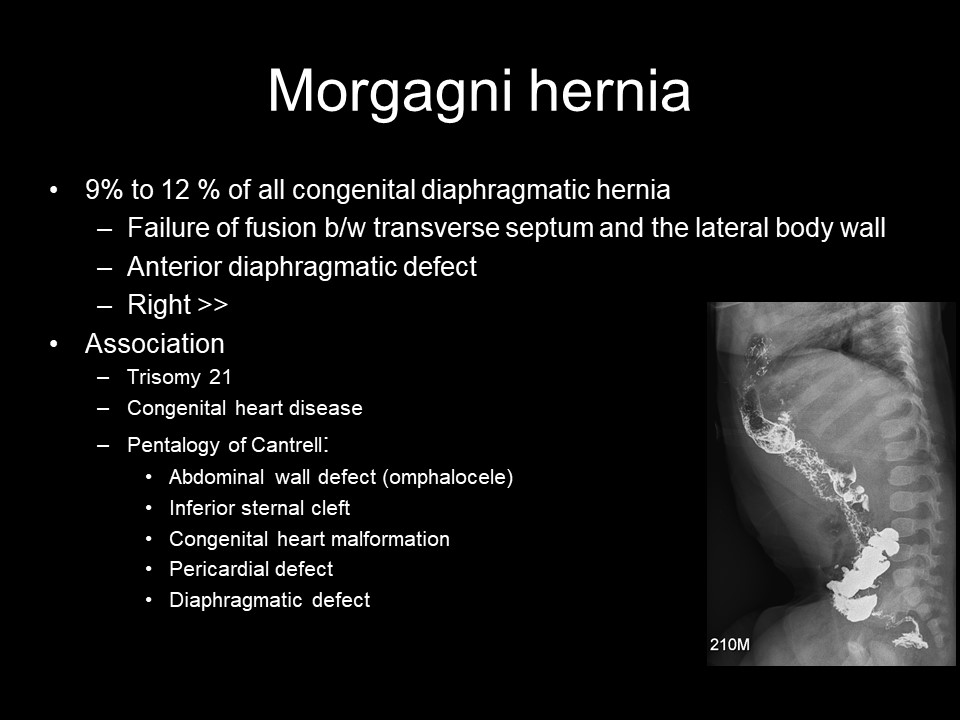 Morgagni hernia
• 9% to 12 % of all congenital diaphragmatic hernia
– Failure of fusion b/w transverse septum and the lateral body wall
– Anterior diaphragmatic defect
– Right >>
• Association
– Trisomy 21
– Congenital heart disease
– Pentalogy of Cantrell:
• Abdominal wall defect (omphalocele)
• Inferior sternal cleft
• Congenital heart malformation
• Pericardial defect
• Diaphragmatic defect
210M